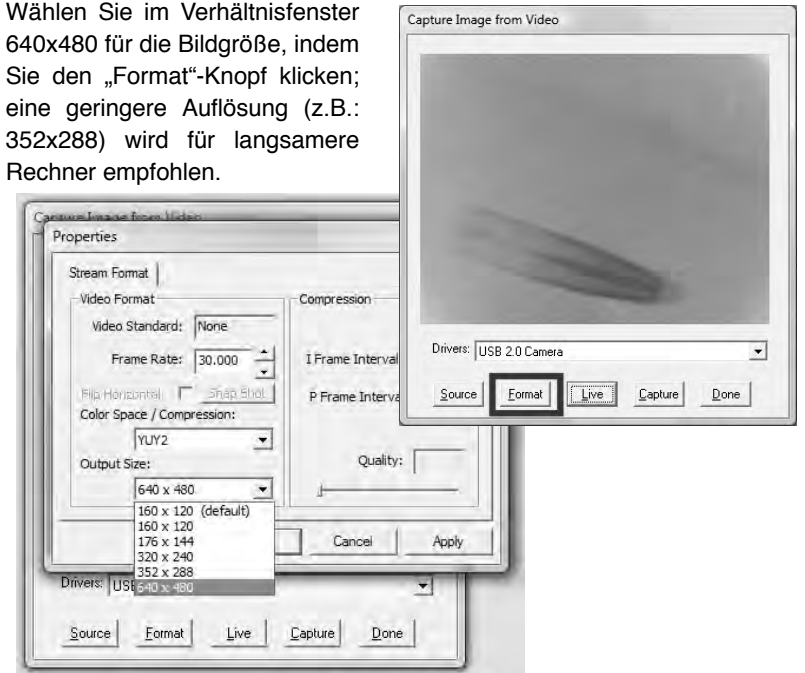 Wählen Sie im Verhältnisfenster
640x480 für die Bildgröße, indem
Sie den „Format“-Knopf klicken;
eine geringere Auflösung (z.B.:
352x288) wird für langsamere
Rechner empfohlen.
Capture Image from Video
Drivers: USB 2.0 Camera
Source Format Live Capture Done
Capture Image from Video
Properties
Stream Format
Video Format
Compression
Video Standard: None
Frame Rate: 30.000
I Frame Interval
Flip Horizontal Snap Shot
P Frame Interva
Color Space / Compression:
YUY2
Output Size:
Quality:
640 x 480
160 x 120 (default)
160 x 120
176 x 144
320 x 240
352 x 288
640 x 480
Cancel Apply
Drivers: USB
Source Format Live Capture Done